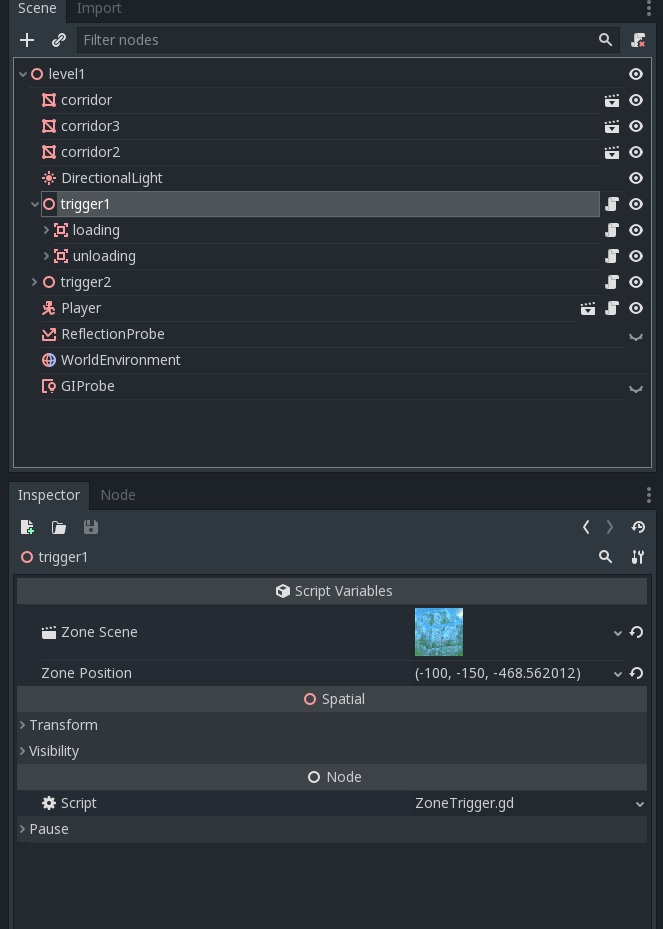 Scene Import
Filter nodes
level1
corridor
corridor3
corridor2
DirectionalLight
trigger1
loading
unloading
trigger2
Player
ReflectionProbe
WorldEnvironment
GIProbe
Inspector Node
trigger1
Script Variables
Zone Scene
Zone Position (-100, -150, -468.562012)
Spatial
Transform
Visibility
Node
Script ZoneTrigger.gd
Pause